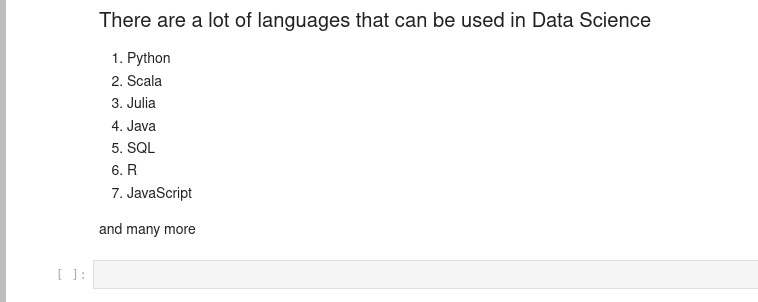 There are a lot of languages that can be used in Data Science
1. Python
2. Scala
3. Julia
4. Java
5. SQL
6. R
7. JavaScript
and many more
[ ]: